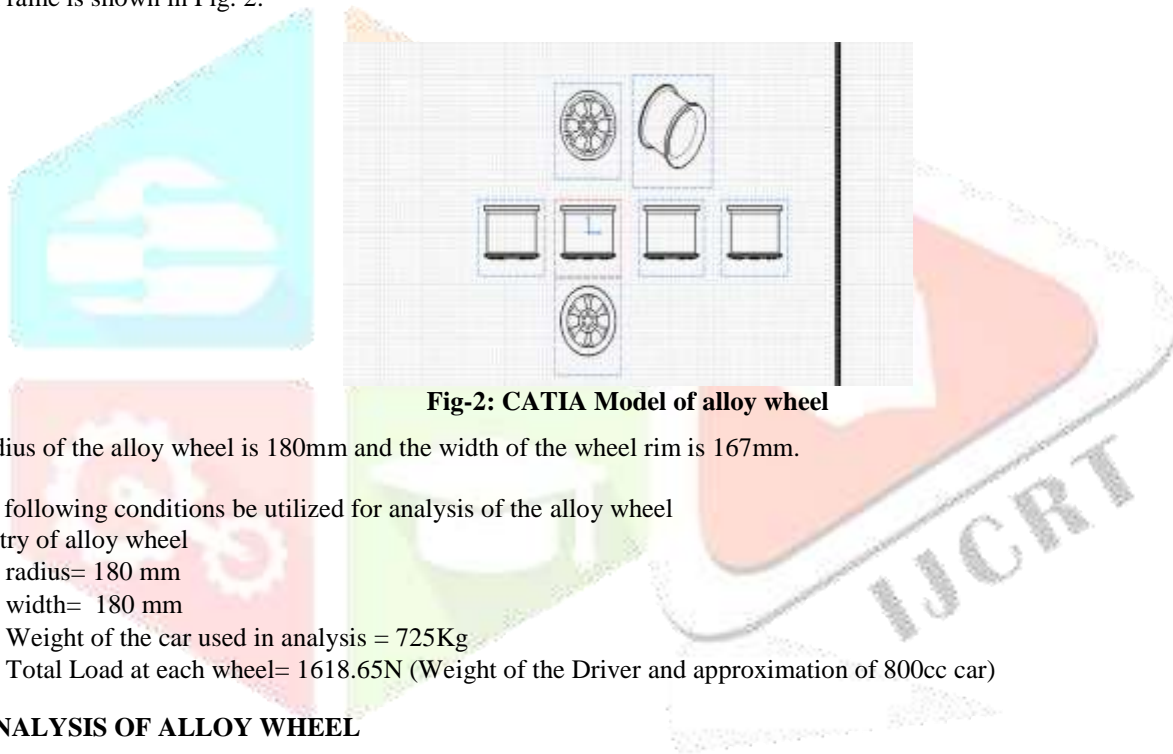 rame is shown in Fig. 2.
Fig-2: CATIA Model of alloy wheel
dius of the alloy wheel is 180mm and the width of the wheel rim is 167mm.
following conditions be utilized for analysis of the alloy wheel
try of alloy wheel
radius= 180 mm
width= 180 mm
Weight of the car used in analysis = 725Kg
Total Load at each wheel= 1618.65N (Weight of the Driver and approximation of 800cc car)
NALYSIS OF ALLOY WHEEL
IJCRT